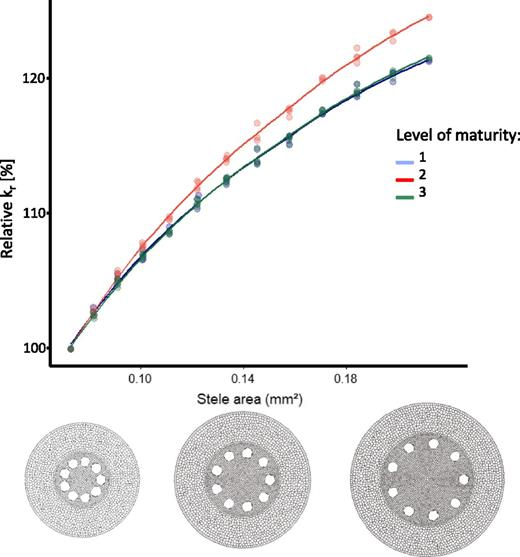 Relative kr [%]
120
110
100
Level of maturity:
1
2
3
0.10 0.14 0.18
Stele area (mm²)